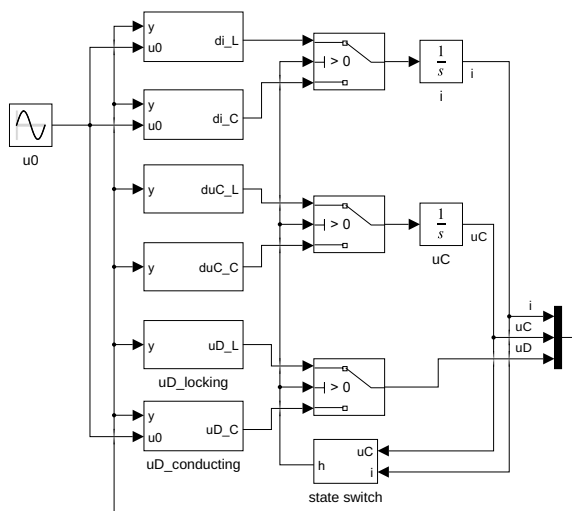 y
u0
di_L
> 0
1
s
i
i
y
u0
di_C
u0
y
duC_L
> 0
1
s
uC
uC
y
duC_C
i
uC
uD
y
uD_L
uD_locking
> 0
y
u0
uD_C
uD_conducting
h
uC
i
state switch